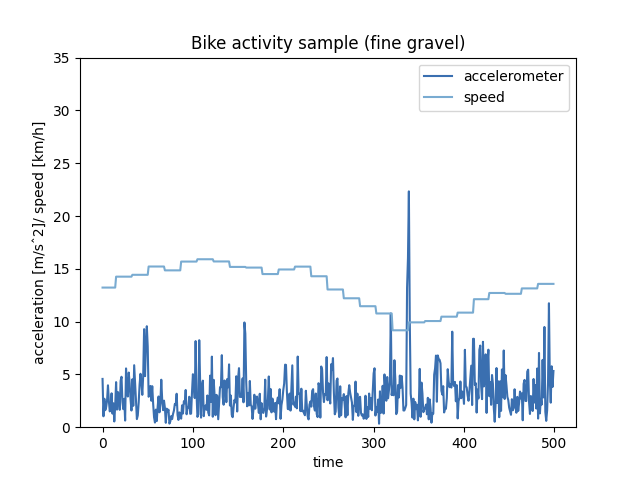 Bike activity sample (fine gravel)
accelerometer
speed
35
30
25
20
15
10
5
0
acceleration [m/sˆ2]/ speed [km/h]
0 100 200 300 400 500
time